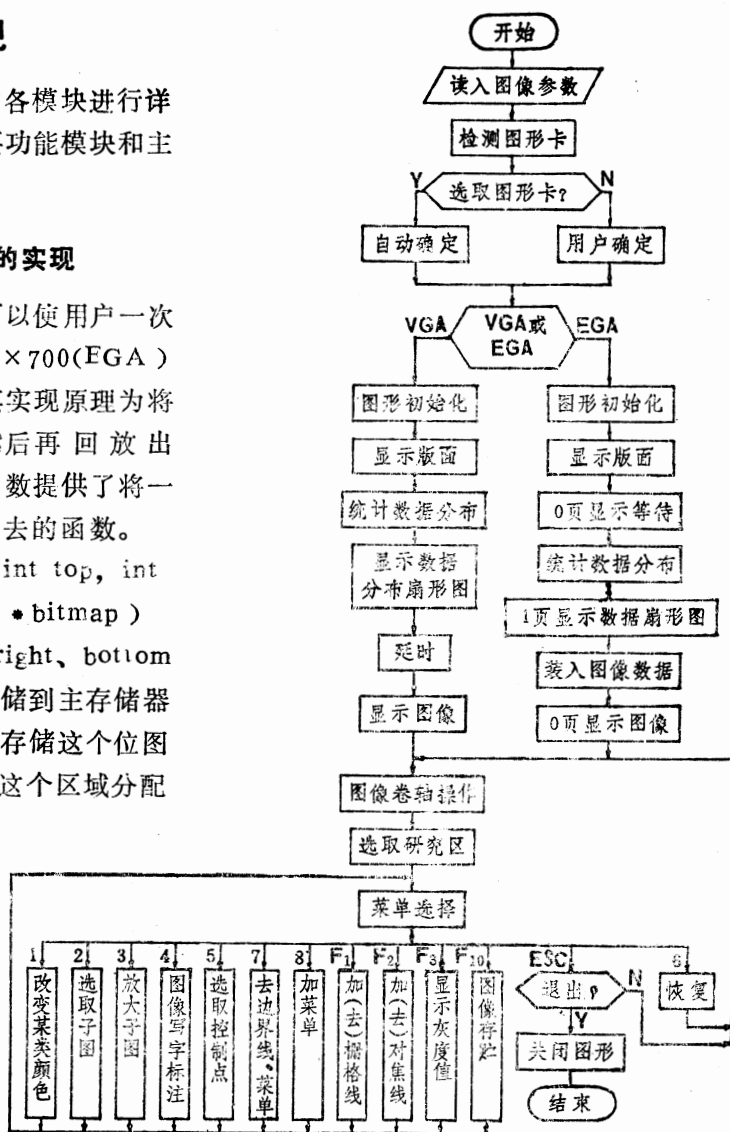 各模块进行详
功能模块和主
的实现
可以使用户一次
×700(EGA)
实现原理为将
后再回放出
数提供了将一
去的函数。
int top, int
*bitmap)
right、bottom
储到主存储器
存储这个位图
这个区域分配
开始
读入图像参数
检测图形卡
Y
选取图形卡?
N
自动确定
用户确定
VGA
VGA或
EGA
EGA
图形初始化
图形初始化
显示版面
显示版面
统计数据分布
0页显示等待
显示数据
分布扇形图
统计数据分布
1页显示数据扇形图
延时
装入图像数据
显示图像
0页显示图像
图像卷轴操作
选取研究区
菜单选择
1
改变某类颜色
2
选取子图
3
放大子图
4
图像写字标注
5
选取控制点
7
去边界线、菜单
8
加菜单
F1
加(去)栅格线
F2
加(去)对焦线
F3
显示灰度值
F10
图像存贮
ESC
退出?
N
Y
关闭图形
结束
6
恢复